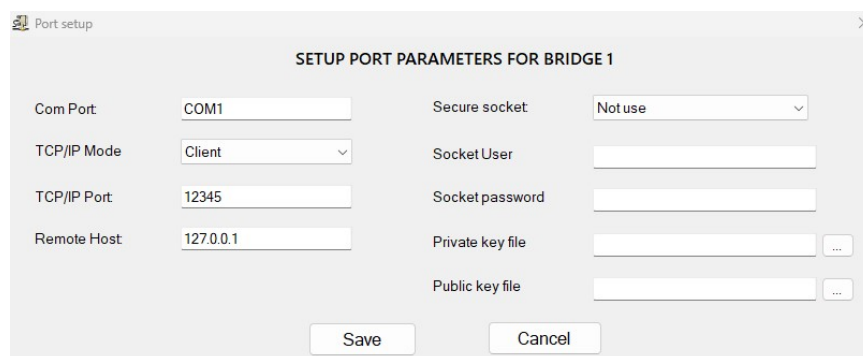 Port setup
SETUP PORT PARAMETERS FOR BRIDGE 1
Com Port COM1
TCP/IP Mode Client
TCP/IP Port 12345
Remote Host: 127.0.0.1
Secure socket: Not use
Socket User
Socket password
Private key file ...
Public key file ...
Save Cancel